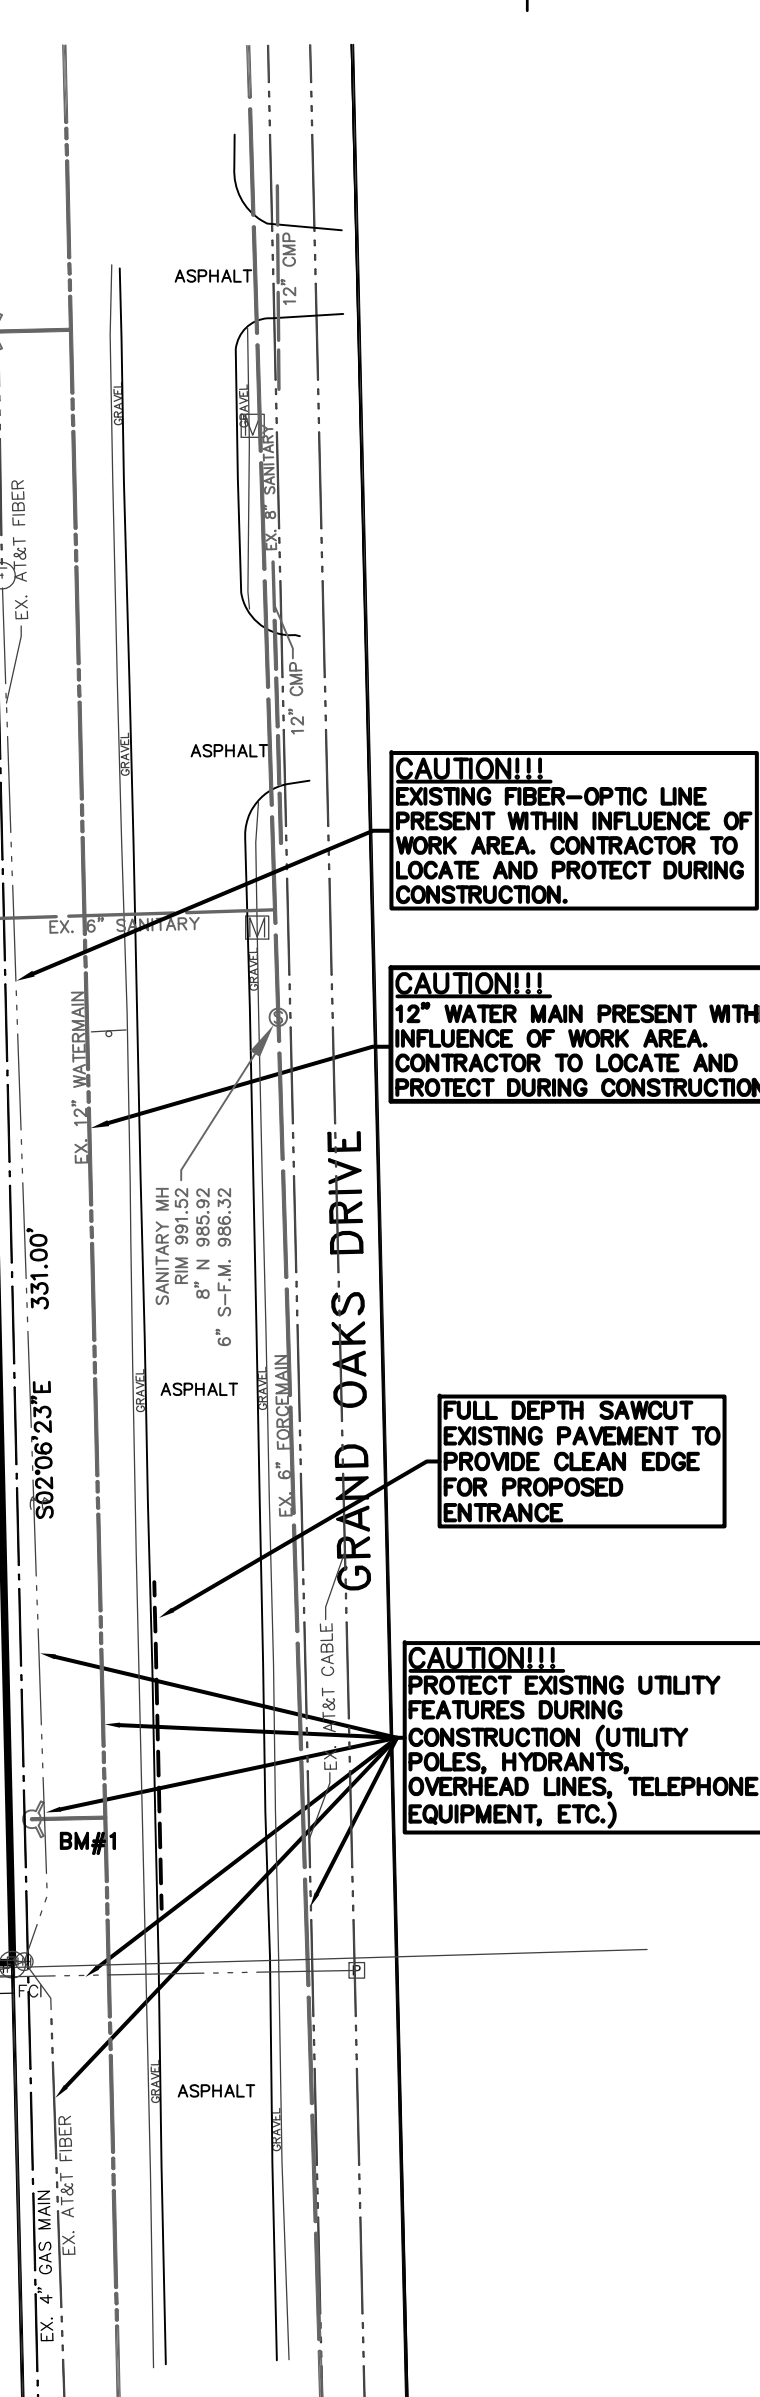 ASPHALT
12" CMP
GRAVEL
GRAVEL
EX. 8" SANITARY
EX. AT&T FIBER
12" CMP
ASPHALT
GRAVEL
CAUTION!!!
EXISTING FIBER-OPTIC LINE
PRESENT WITHIN INFLUENCE OF
WORK AREA. CONTRACTOR TO
LOCATE AND PROTECT DURING
CONSTRUCTION.
EX. 6" SANITARY
GRAVEL
CAUTION!!!
12" WATER MAIN PRESENT WITH
INFLUENCE OF WORK AREA.
CONTRACTOR TO LOCATE AND
PROTECT DURING CONSTRUCTION
EX. 12" WATERMAIN
S
SANITARY MH
RIM 991.52
8" N 985.92
6" S-F.M. 986.32
GRAND OAKS DRIVE
S02°06'23"E 331.00'
GRAVEL
ASPHALT
GRAVEL
EX. 6" FORCEMAIN
FULL DEPTH SAWCUT
EXISTING PAVEMENT TO
PROVIDE CLEAN EDGE
FOR PROPOSED
ENTRANCE
EX. AT&T CABLE
CAUTION!!!
PROTECT EXISTING UTILITY
FEATURES DURING
CONSTRUCTION (UTILITY
POLES, HYDRANTS,
OVERHEAD LINES, TELEPHONE
EQUIPMENT, ETC.)
BM#1
P
FCI
GRAVEL
ASPHALT
GRAVEL
EX. AT&T FIBER
EX. 4" GAS MAIN